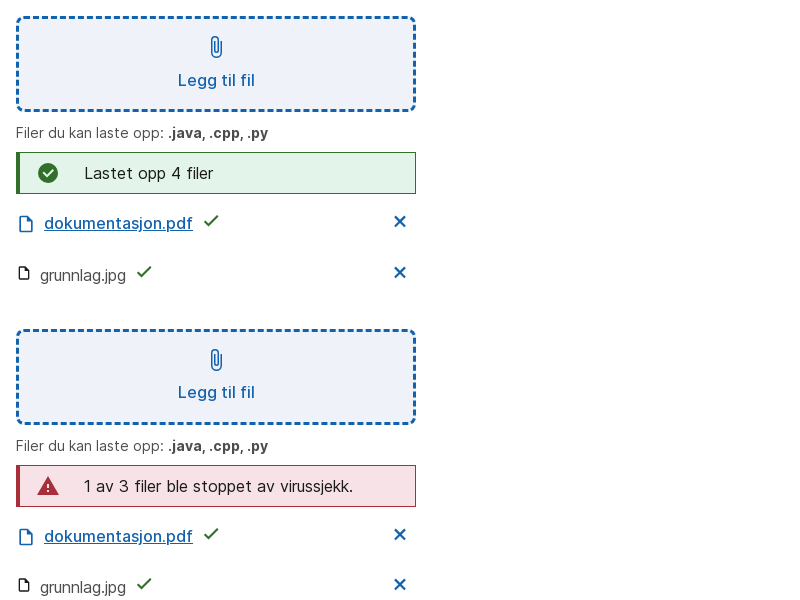 Legg til fil
Filer du kan laste opp: .java, .cpp, .py
Lastet opp 4 filer
dokumentasjon.pdf
grunnlag.jpg
Legg til fil
Filer du kan laste opp: .java, .cpp, .py
1 av 3 filer ble stoppet av virussjekk.
dokumentasjon.pdf
grunnlag.jpg